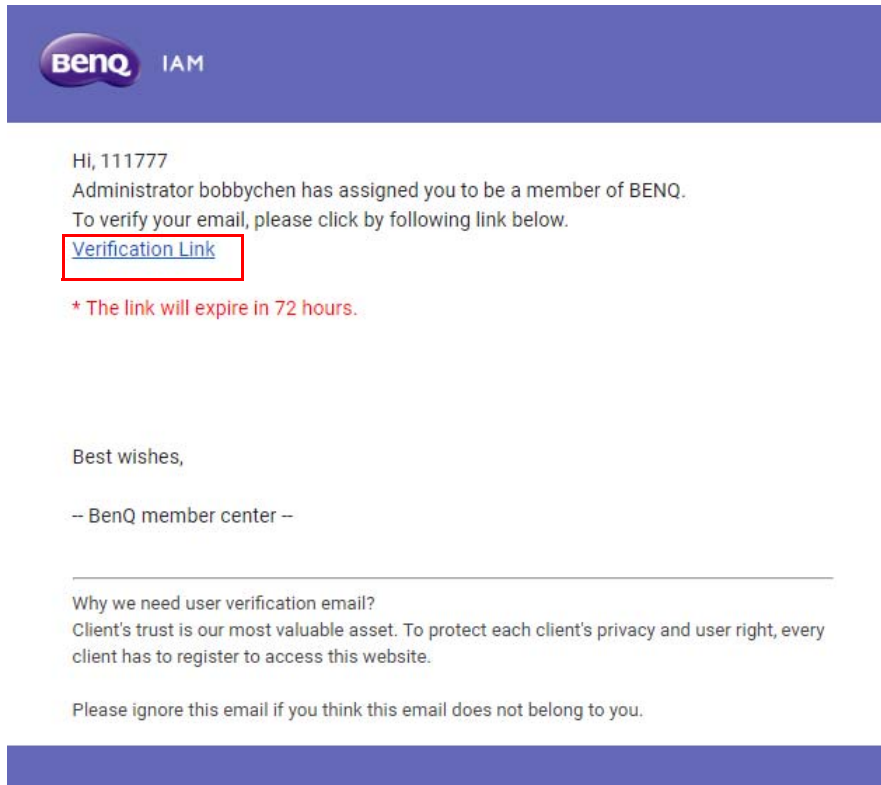 BenQ IAM
Hi, 111777
Administrator bobbychen has assigned you to be a member of BENQ.
To verify your email, please click by following link below.
Verification Link
* The link will expire in 72 hours.
Best wishes,
-- BenQ member center --
Why we need user verification email?
Client's trust is our most valuable asset. To protect each client's privacy and user right, every
client has to register to access this website.
Please ignore this email if you think this email does not belong to you.